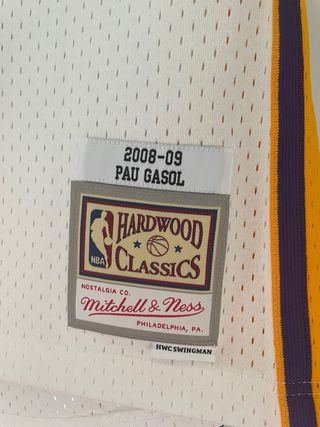 2008-09
PAU GASOL
HARDWOOD
CLASSICS
NBA
NOSTALGIA CO.
Mitchell & Ness
PHILADELPHIA, PA.
HWC SWINGMAN